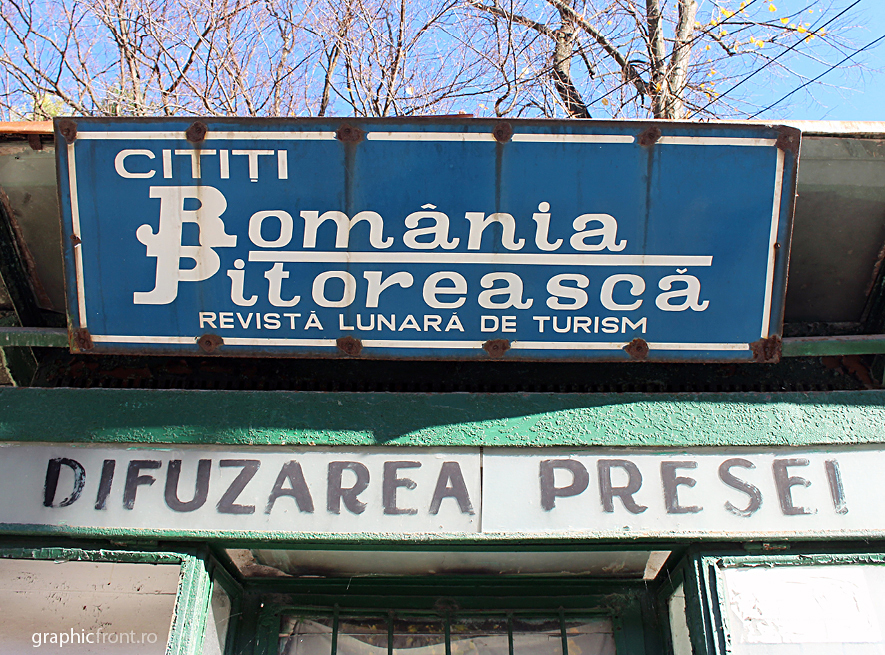 CITIȚI
România
Pitorească
REVISTĂ LUNARĂ DE TURISM
DIFUZAREA PRESEI
graphicfront.ro